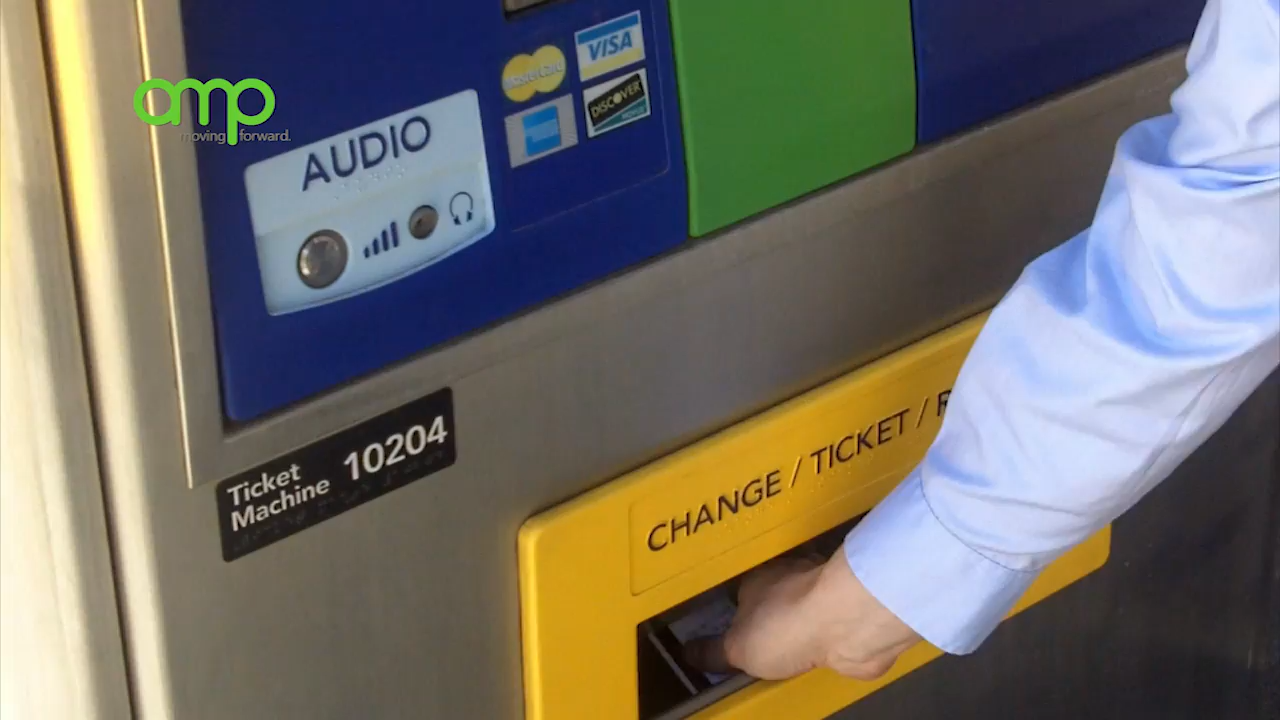 amp
moving forward.
MasterCard
VISA
DISCOVER
AUDIO
Ticket
Machine 10204
CHANGE / TICKET /